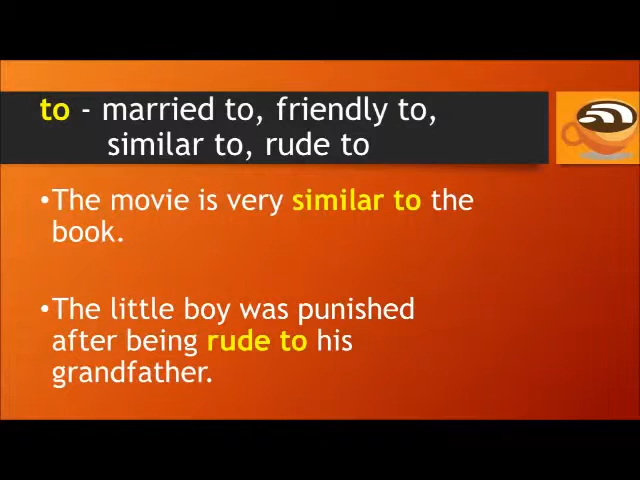 to - married to, friendly to,
similar to, rude to
•The movie is very similar to the
book.
•The little boy was punished
after being rude to his
grandfather.